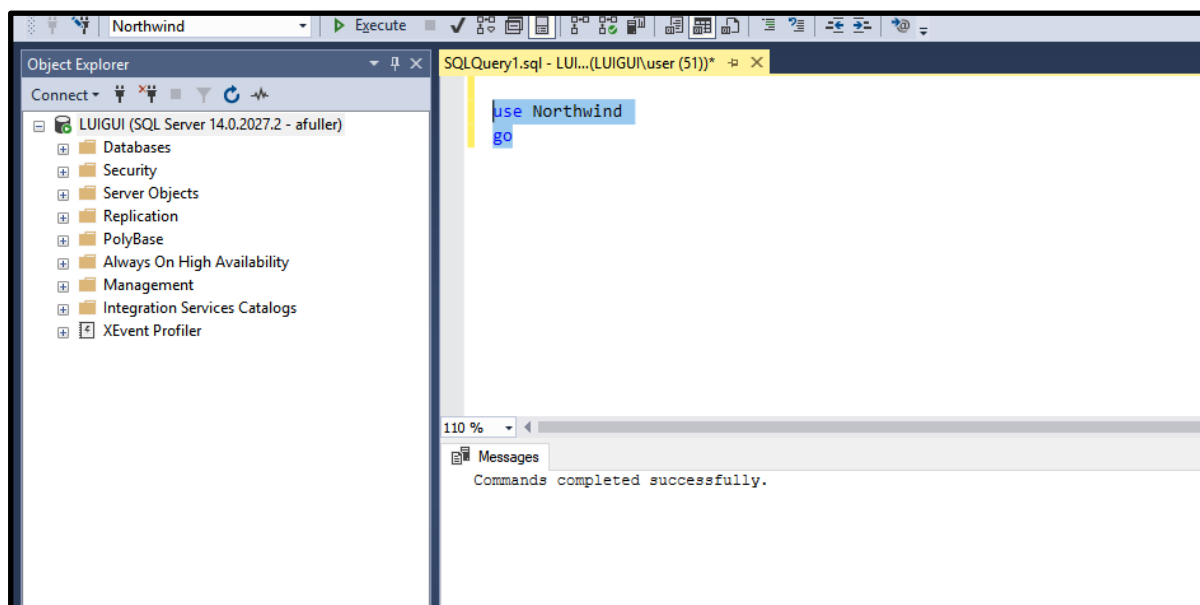 Northwind
Execute
Object Explorer
SQLQuery1.sql - LUI...(LUIGUI\user (51))*
Connect
LUIGUI (SQL Server 14.0.2027.2 - afuller)
Databases
Security
Server Objects
Replication
PolyBase
Always On High Availability
Management
Integration Services Catalogs
XEvent Profiler
use Northwind
go
110 %
Messages
Commands completed successfully.